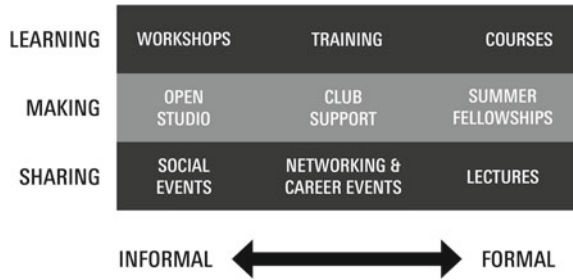 LEARNING WORKSHOPS TRAINING COURSES
MAKING OPEN STUDIO CLUB SUPPORT SUMMER FELLOWSHIPS
SHARING SOCIAL EVENTS NETWORKING & CAREER EVENTS LECTURES
INFORMAL FORMAL